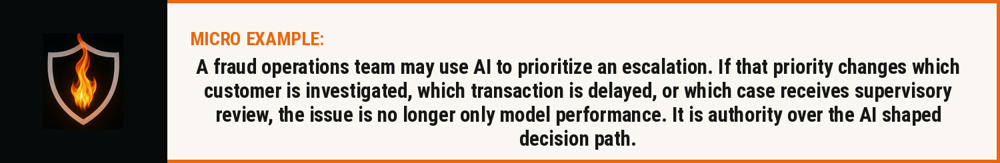 MICRO EXAMPLE:
A fraud operations team may use AI to prioritize an escalation. If that priority changes which
customer is investigated, which transaction is delayed, or which case receives supervisory
review, the issue is no longer only model performance. It is authority over the AI shaped
decision path.